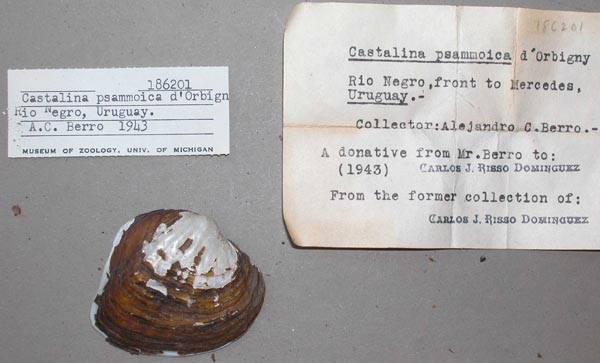 186201
Castalina psammoica d'Orbign
Rio Negro, Uruguay.
A.C. Berro 1943
MUSEUM OF ZOOLOGY, UNIV. OF MICHIGAN
186201
Castalina psammoica d'Orbigny
Rio Negro,front to Mercedes,
Uruguay.-
Collector:Alejandro C.Berro.-
A donative from Mr.Berro to:
(1943) CARLOS J. RISSO DOMINGUEZ
From the former collection of:
CARLOS J. RISSO DOMINGUEZ